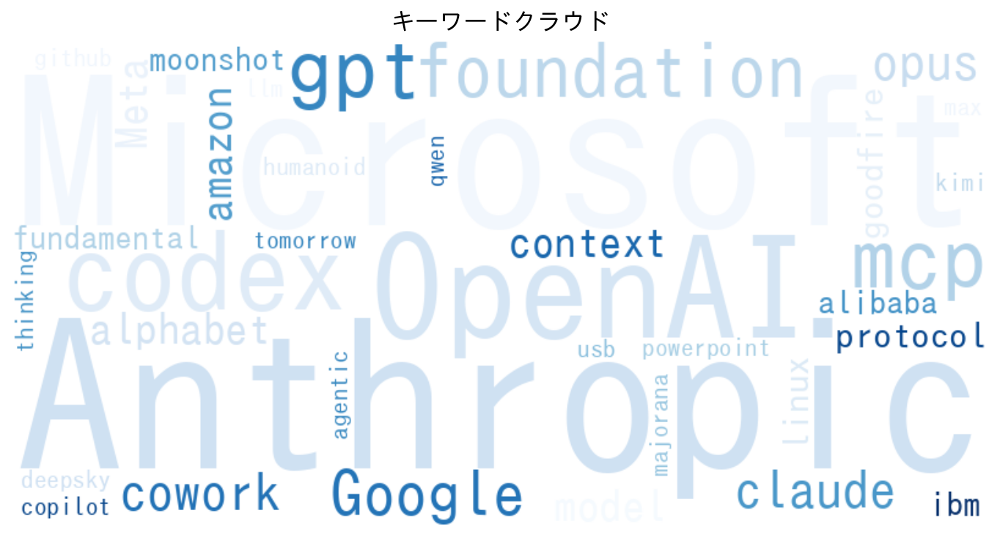 キーワードクラウド
github
moonshot
gpt
foundation
opus
Meta
llm
max
Microsoft
amazon
goodfire
humanoid
qwen
kimi
fundamental
tomorrow
context
mcp
thinking
codex
OpenAI
alibaba
alphabet
protocol
usb
powerpoint
Anthropic
agentic
majorana
linux
deepsky
copilot
cowork
Google
model
claude
ibm